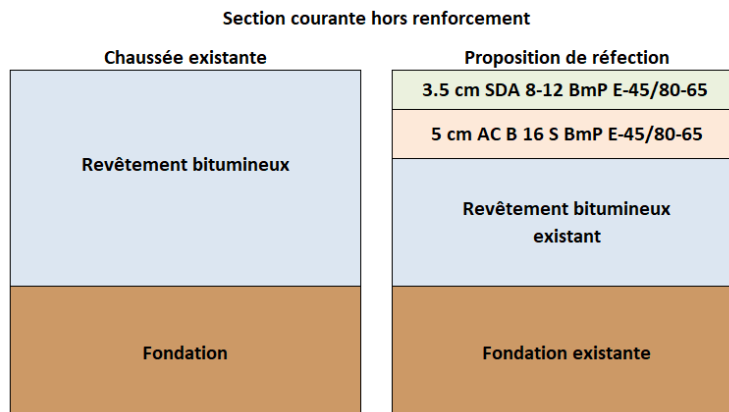 Section courante hors renforcement
Chaussée existante
Revêtement bitumineux
Fondation
Proposition de réfection
3.5 cm SDA 8-12 BmP E-45/80-65
5 cm AC B 16 S BmP E-45/80-65
Revêtement bitumineux
existant
Fondation existante